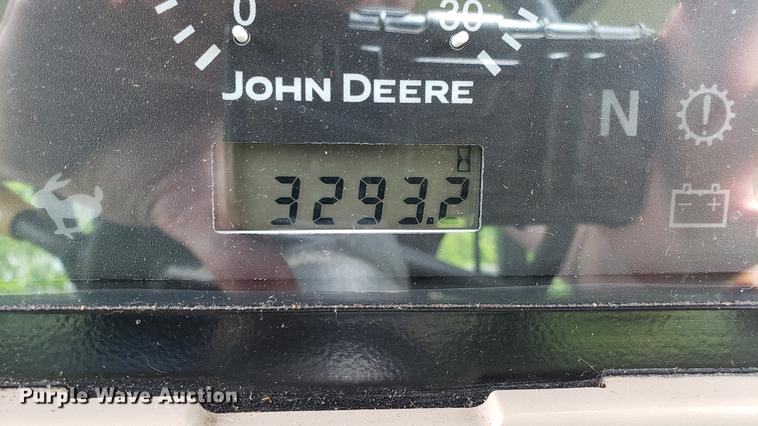 0 30
JOHN DEERE
N
3293.2
Purple Wave Auction